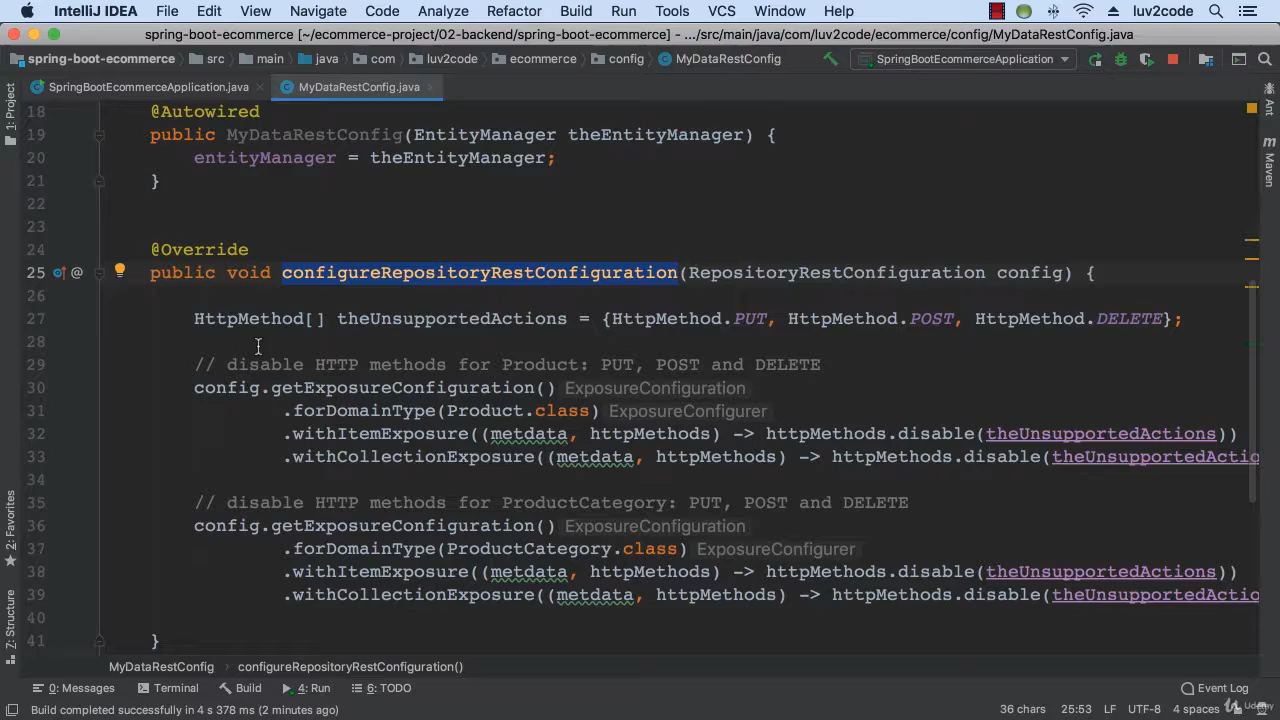 IntelliJ IDEA File Edit View Navigate Code Analyze Refactor Build Run Tools VCS Window Help luv2code
spring-boot-ecommerce [~/ecommerce-project/02-backend/spring-boot-ecommerce] - .../src/main/java/com/luv2code/ecommerce/config/MyDataRestConfig.java
spring-boot-ecommerce src main java com luv2code ecommerce config MyDataRestConfig SpringBootEcommerceApplication
SpringBootEcommerceApplication.java MyDataRestConfig.java
1: Project
Ant
Maven
18 @Autowired
19 public MyDataRestConfig(EntityManager theEntityManager) {
20 entityManager = theEntityManager;
21 }
22
23
24 @Override
25 public void configureRepositoryRestConfiguration(RepositoryRestConfiguration config) {
26
27 HttpMethod[] theUnsupportedActions = {HttpMethod.PUT, HttpMethod.POST, HttpMethod.DELETE};
28
29 // disable HTTP methods for Product: PUT, POST and DELETE
30 config.getExposureConfiguration() ExposureConfiguration
31 .forDomainType(Product.class) ExposureConfigurer
32 .withItemExposure((metdata, httpMethods) -> httpMethods.disable(theUnsupportedActions))
33 .withCollectionExposure((metdata, httpMethods) -> httpMethods.disable(theUnsupportedActio
34
35 // disable HTTP methods for ProductCategory: PUT, POST and DELETE
36 config.getExposureConfiguration() ExposureConfiguration
37 .forDomainType(ProductCategory.class) ExposureConfigurer
38 .withItemExposure((metdata, httpMethods) -> httpMethods.disable(theUnsupportedActions))
39 .withCollectionExposure((metdata, httpMethods) -> httpMethods.disable(theUnsupportedActio
40
41 }
2: Favorites
Z: Structure
MyDataRestConfig › configureRepositoryRestConfiguration()
0: Messages Terminal Build 4: Run 6: TODO Event Log
Build completed successfully in 4 s 378 ms (2 minutes ago) 36 chars 25:53 LF UTF-8 4 spaces Udemy